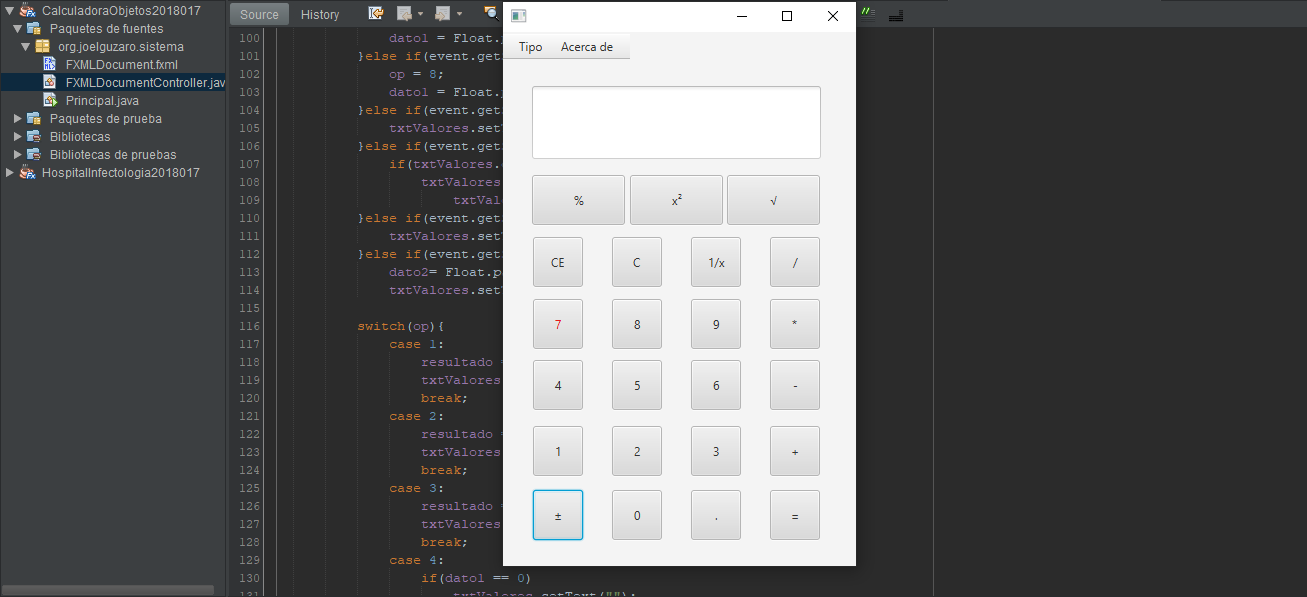 CalculadoraObjetos2018017
Paquetes de fuentes
org.joelguzaro.sistema
FXMLDocument.fxml
FXMLDocumentController.jav
Principal.java
Paquetes de prueba
Bibliotecas
Bibliotecas de pruebas
HospitalInfectologia2018017
Source History
100 dato1 = Float.p
101 }else if(event.get
102 op = 8;
103 dato1 = Float.p
104 }else if(event.get
105 txtValores.set
106 }else if(event.get
107 if(txtValores.
108 txtValores
109 txtVal
110 }else if(event.get
111 txtValores.set
112 }else if(event.get
113 dato2= Float.p
114 txtValores.set
115
116 switch(op){
117 case 1:
118 resultado
119 txtValores
120 break;
121 case 2:
122 resultado
123 txtValores
124 break;
125 case 3:
126 resultado
127 txtValores
128 break;
129 case 4:
130 if(dato1 == 0)
131 txtValores.setText("");
Tipo Acerca de
% x² √
CE C 1/x /
7 8 9 *
4 5 6 -
1 2 3 +
± 0 . =